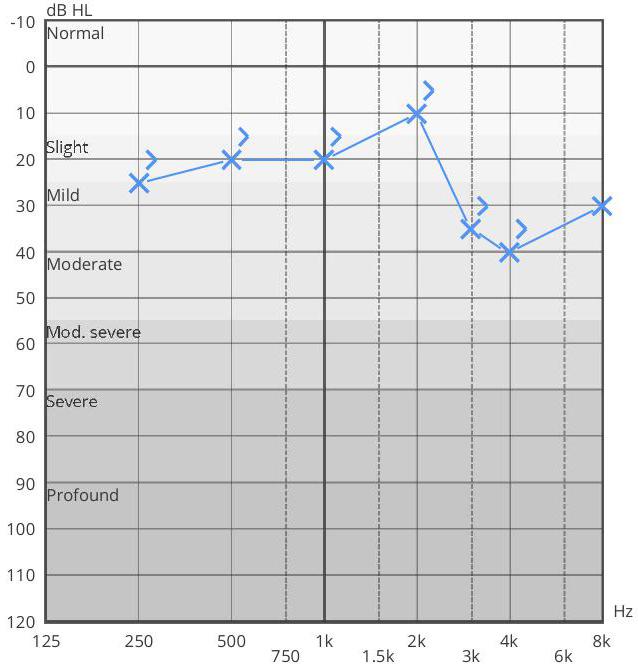 dB HL
-10
Normal
0
10
Slight
20
Mild
30
40
Moderate
50
Mod. severe
60
70
Severe
80
90
Profound
100
110
120
Hz
125 250 500 1k 2k 4k 8k
750 1.5k 3k 6k